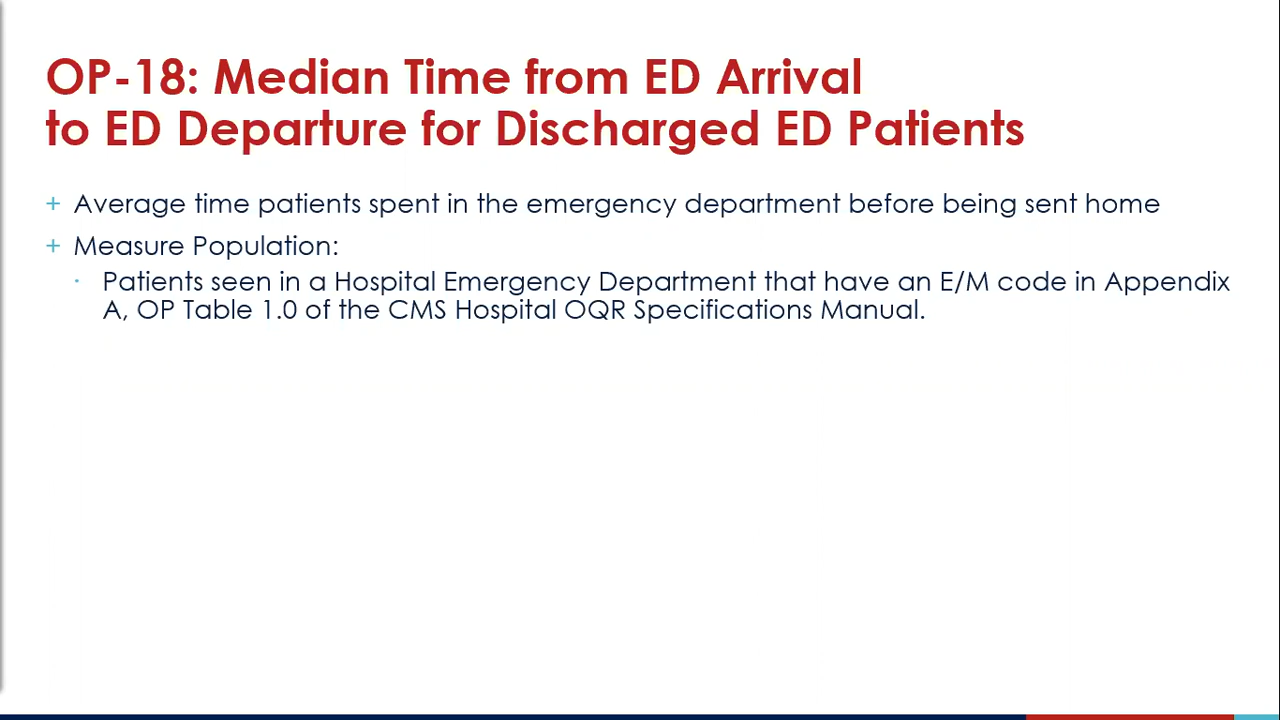 OP-18: Median Time from ED Arrival
to ED Departure for Discharged ED Patients
+ Average time patients spent in the emergency department before being sent home
+ Measure Population:
· Patients seen in a Hospital Emergency Department that have an E/M code in Appendix
A, OP Table 1.0 of the CMS Hospital OQR Specifications Manual.